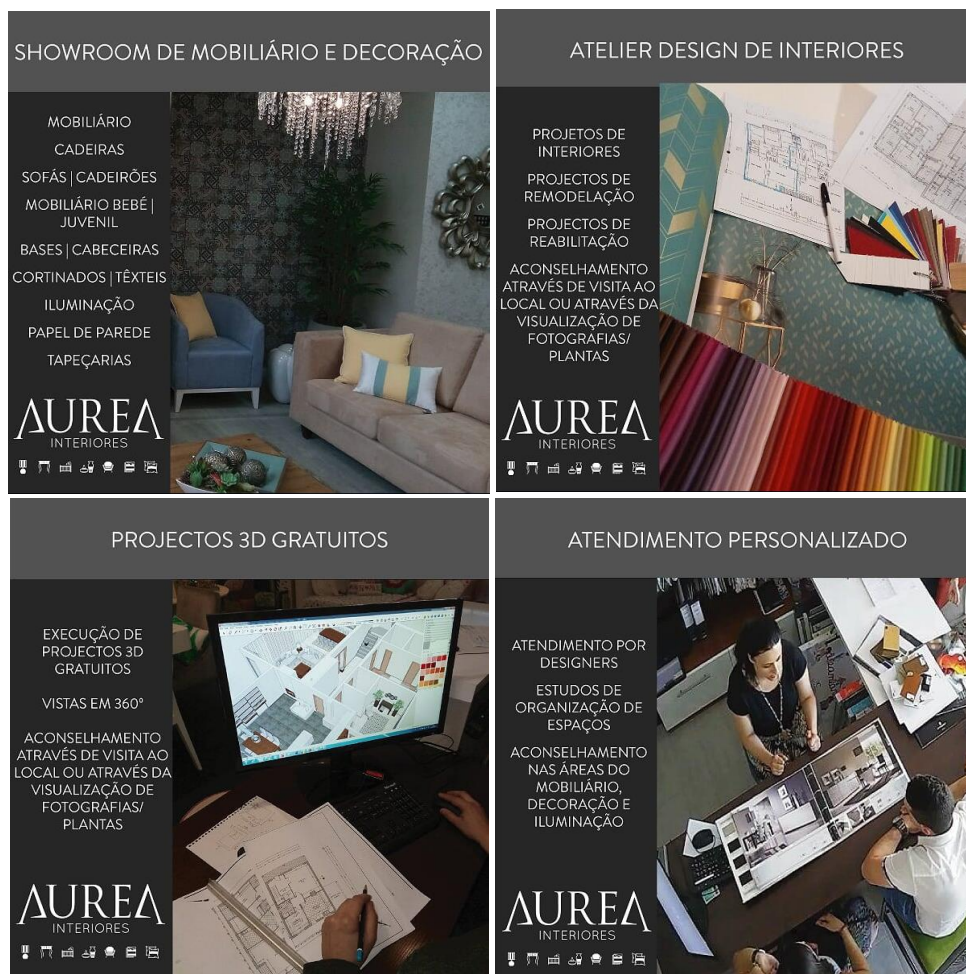 SHOWROOM DE MOBILIÁRIO E DECORAÇÃO
MOBILIÁRIO
CADEIRAS
SOFÁS | CADEIRÕES
MOBILIÁRIO BEBÉ |
JUVENIL
BASES | CABECEIRAS
CORTINADOS | TÊXTEIS
ILUMINAÇÃO
PAPEL DE PAREDE
TAPEÇARIAS
AUREA
INTERIORES
ATELIER DESIGN DE INTERIORES
PROJETOS DE
INTERIORES
PROJECTOS DE
REMODELAÇÃO
PROJECTOS DE
REABILITAÇÃO
ACONSELHAMENTO
ATRAVÉS DE VISITA AO
LOCAL OU ATRAVÉS DA
VISUALIZAÇÃO DE
FOTOGRAFIAS/
PLANTAS
AUREA
INTERIORES
PROJECTOS 3D GRATUITOS
EXECUÇÃO DE
PROJECTOS 3D
GRATUITOS
VISTAS EM 360º
ACONSELHAMENTO
ATRAVÉS DE VISITA AO
LOCAL OU ATRAVÉS DA
VISUALIZAÇÃO DE
FOTOGRAFIAS/
PLANTAS
AUREA
INTERIORES
ATENDIMENTO PERSONALIZADO
ATENDIMENTO POR
DESIGNERS
ESTUDOS DE
ORGANIZAÇÃO DE
ESPAÇOS
ACONSELHAMENTO
NAS ÁREAS DO
MOBILIÁRIO,
DECORAÇÃO E
ILUMINAÇÃO
AUREA
INTERIORES